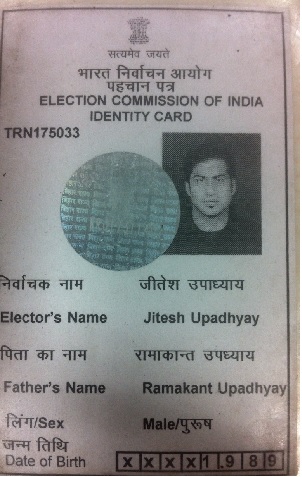 सत्यमेव जयते
भारत निर्वाचन आयोग
पहचान पत्र
ELECTION COMMISSION OF INDIA
IDENTITY CARD
TRN175033
निर्वाचक नाम जीतेश उपाध्याय
Elector's Name Jitesh Upadhyay
पिता का नाम रामाकान्त उपध्याय
Father's Name Ramakant Upadhyay
लिंग/Sex Male/पुरूष
जन्म तिथि
Date of Birth X X X X 1 . 9 8 9